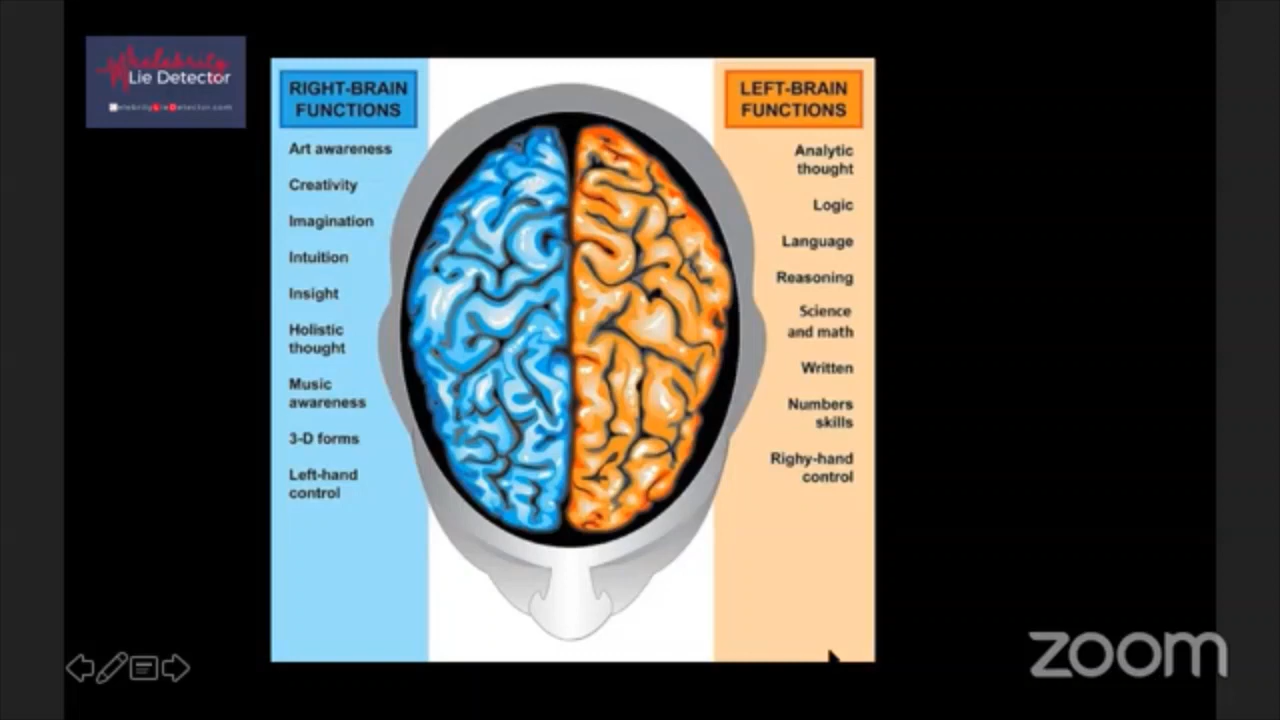 Lie Detector
RIGHT-BRAIN
FUNCTIONS
Art awareness
Creativity
Imagination
Intuition
Insight
Holistic
thought
Music
awareness
3-D forms
Left-hand
control
LEFT-BRAIN
FUNCTIONS
Analytic
thought
Logic
Language
Reasoning
Science
and math
Written
Numbers
skills
Righy-hand
control
zoom